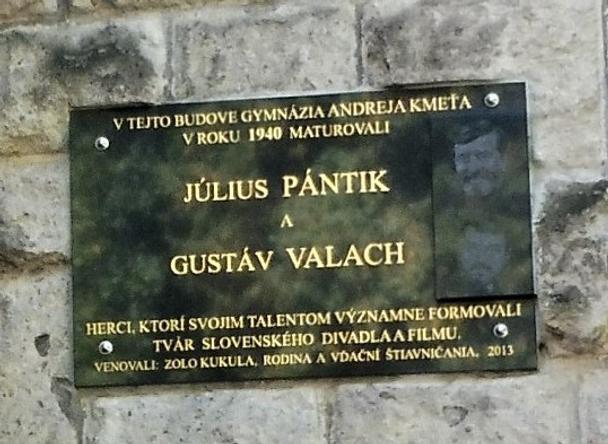 V TEJTO BUDOVE GYMNÁZIA ANDREJA KMEŤA
V ROKU 1940 MATUROVALI
JÚLIUS PÁNTIK
A
GUSTÁV VALACH
HERCI, KTORÍ SVOJIM TALENTOM VÝZNAMNE FORMOVALI
TVÁR SLOVENSKÉHO DIVADLA A FILMU.
VENOVALI: ZOLO KUKULA, RODINA A VĎAČNÍ ŠTIAVNIČANIA, 2013